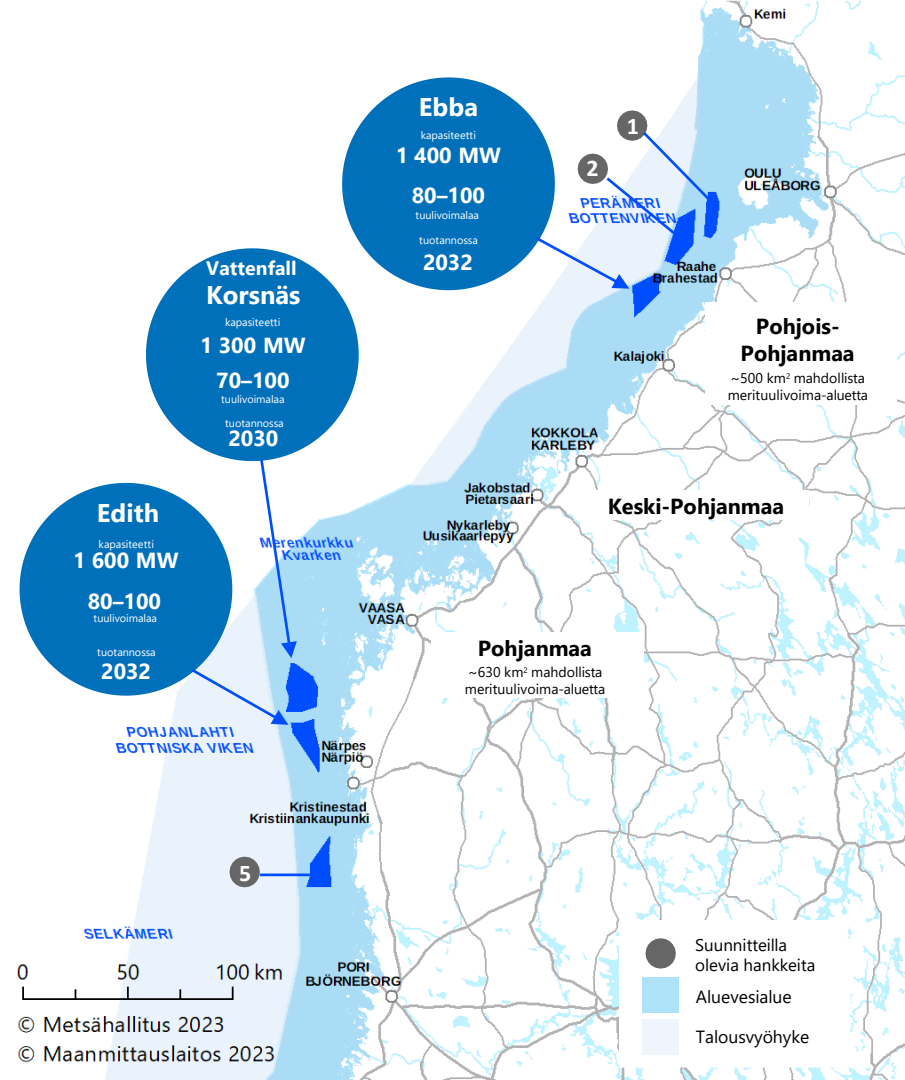 Kemi
Ebba
kapasiteetti
1 400 MW
80–100
tuulivoimalaa
tuotannossa
2032
1
2
OULU
ULEÅBORG
PERÄMERI
BOTTENVIKEN
Raahe
Brahestad
Vattenfall
Korsnäs
kapasiteetti
1 300 MW
70–100
tuulivoimalaa
tuotannossa
2030
Pohjois-
Pohjanmaa
~500 km² mahdollista
merituulivoima-aluetta
Kalajoki
KOKKOLA
KARLEBY
Jakobstad
Pietarsaari
Keski-Pohjanmaa
Nykarleby
Uusikaarlepyy
Merenkurkku
Kvarken
Edith
kapasiteetti
1 600 MW
80–100
tuulivoimalaa
tuotannossa
2032
VAASA
VASA
Pohjanmaa
~630 km² mahdollista
merituulivoima-aluetta
POHJANLAHTI
BOTTNISKA VIKEN
Närpes
Närpiö
Kristinestad
Kristiinankaupunki
5
SELKÄMERI
PORI
BJÖRNEBORG
0 50 100 km
© Metsähallitus 2023
© Maanmittauslaitos 2023
Suunnitteilla
olevia hankkeita
Aluevesialue
Talousvyöhyke